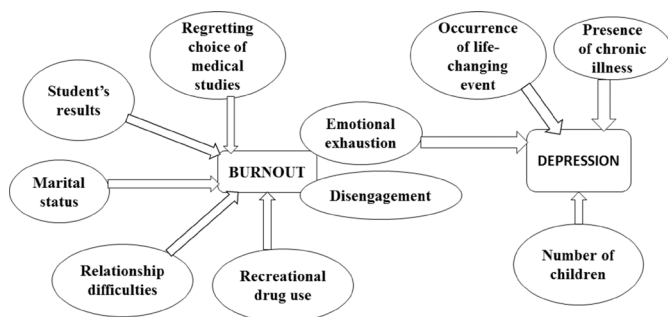 Regretting
choice of
medical
studies
Occurrence
of life-
changing
event
Presence
of chronic
illness
Student's
results
Emotional
exhaustion
BURNOUT
DEPRESSION
Marital
status
Disengagement
Relationship
difficulties
Recreational
drug use
Number of
children